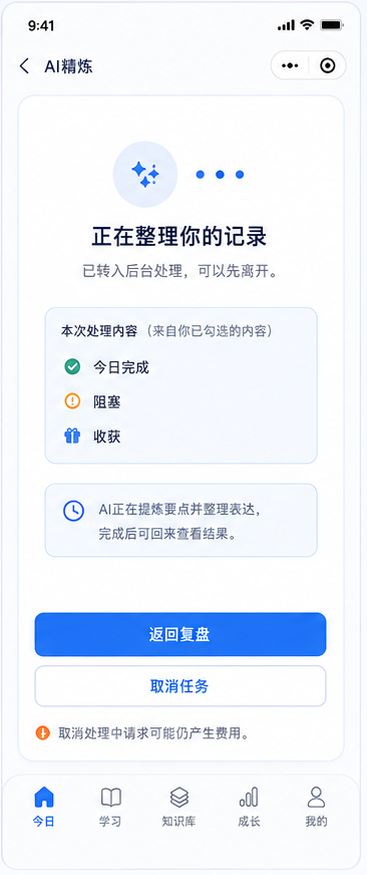 9:41
AI精炼
正在整理你的记录
已转入后台处理，可以先离开。
本次处理内容（来自你已勾选的内容）
今日完成
阻塞
收获
AI正在提炼要点并整理表达，
完成后可回来查看结果。
返回复盘
取消任务
取消处理中请求可能仍产生费用。
今日 学习 知识库 成长 我的